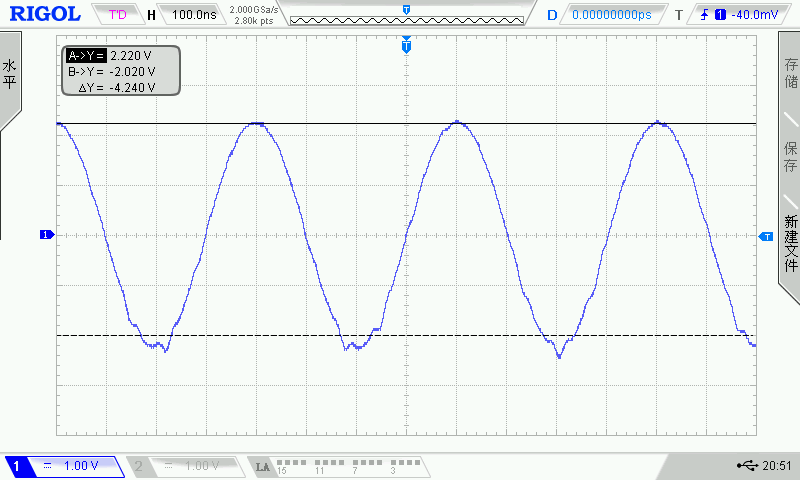 RIGOL T'D H 100.0ns 2.000GSa/s 2.80k pts T D 0.00000000ps T 1 -40.0mV
水平
A->Y= 2.220 V
B->Y= -2.020 V
ΔY= -4.240 V
T
1
T
存储
保存
新建文件
1 = 1.00 V 2 = 1.00 V LA 15 11 7 3 20:51